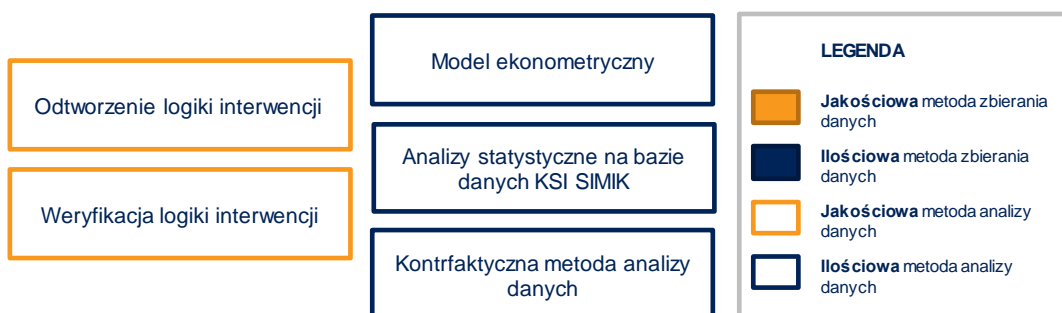 Odtworzenie logiki interwencji
Weryfikacja logiki interwencji
Model ekonometryczny
Analizy statystyczne na bazie
danych KSI SIMIK
Kontrfaktyczna metoda analizy
danych
LEGENDA
Jakościowa metoda zbierania
danych
Ilościowa metoda zbierania
danych
Jakościowa metoda analizy
danych
Ilościowa metoda analizy
danych